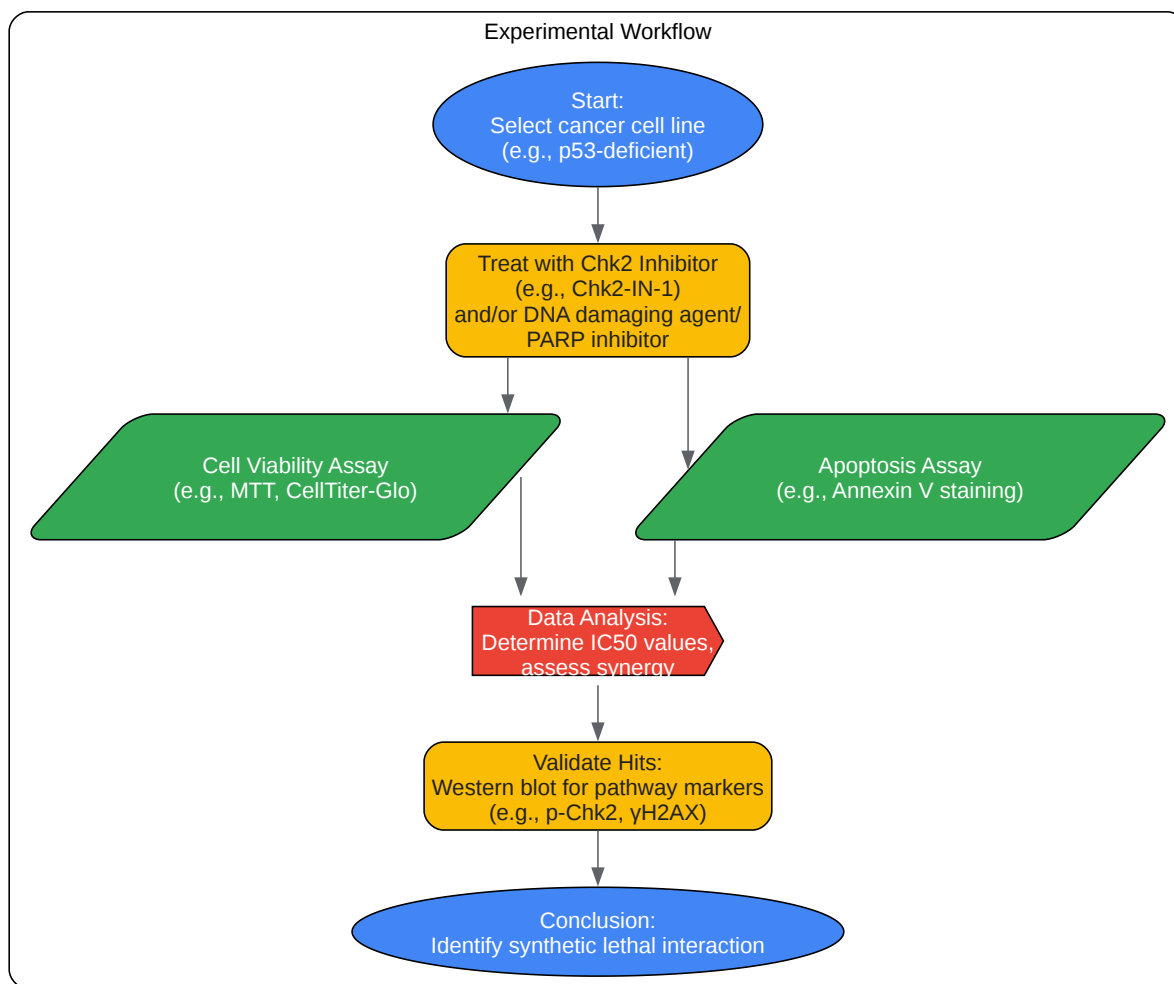 Experimental Workflow
Start:
Select cancer cell line
(e.g., p53-deficient)
Treat with Chk2 Inhibitor
(e.g., Chk2-IN-1)
and/or DNA damaging agent/
PARP inhibitor
Cell Viability Assay
(e.g., MTT, CellTiter-Glo)
Apoptosis Assay
(e.g., Annexin V staining)
Data Analysis:
Determine IC50 values,
assess synergy
Validate Hits:
Western blot for pathway markers
(e.g., p-Chk2, γH2AX)
Conclusion:
Identify synthetic lethal interaction